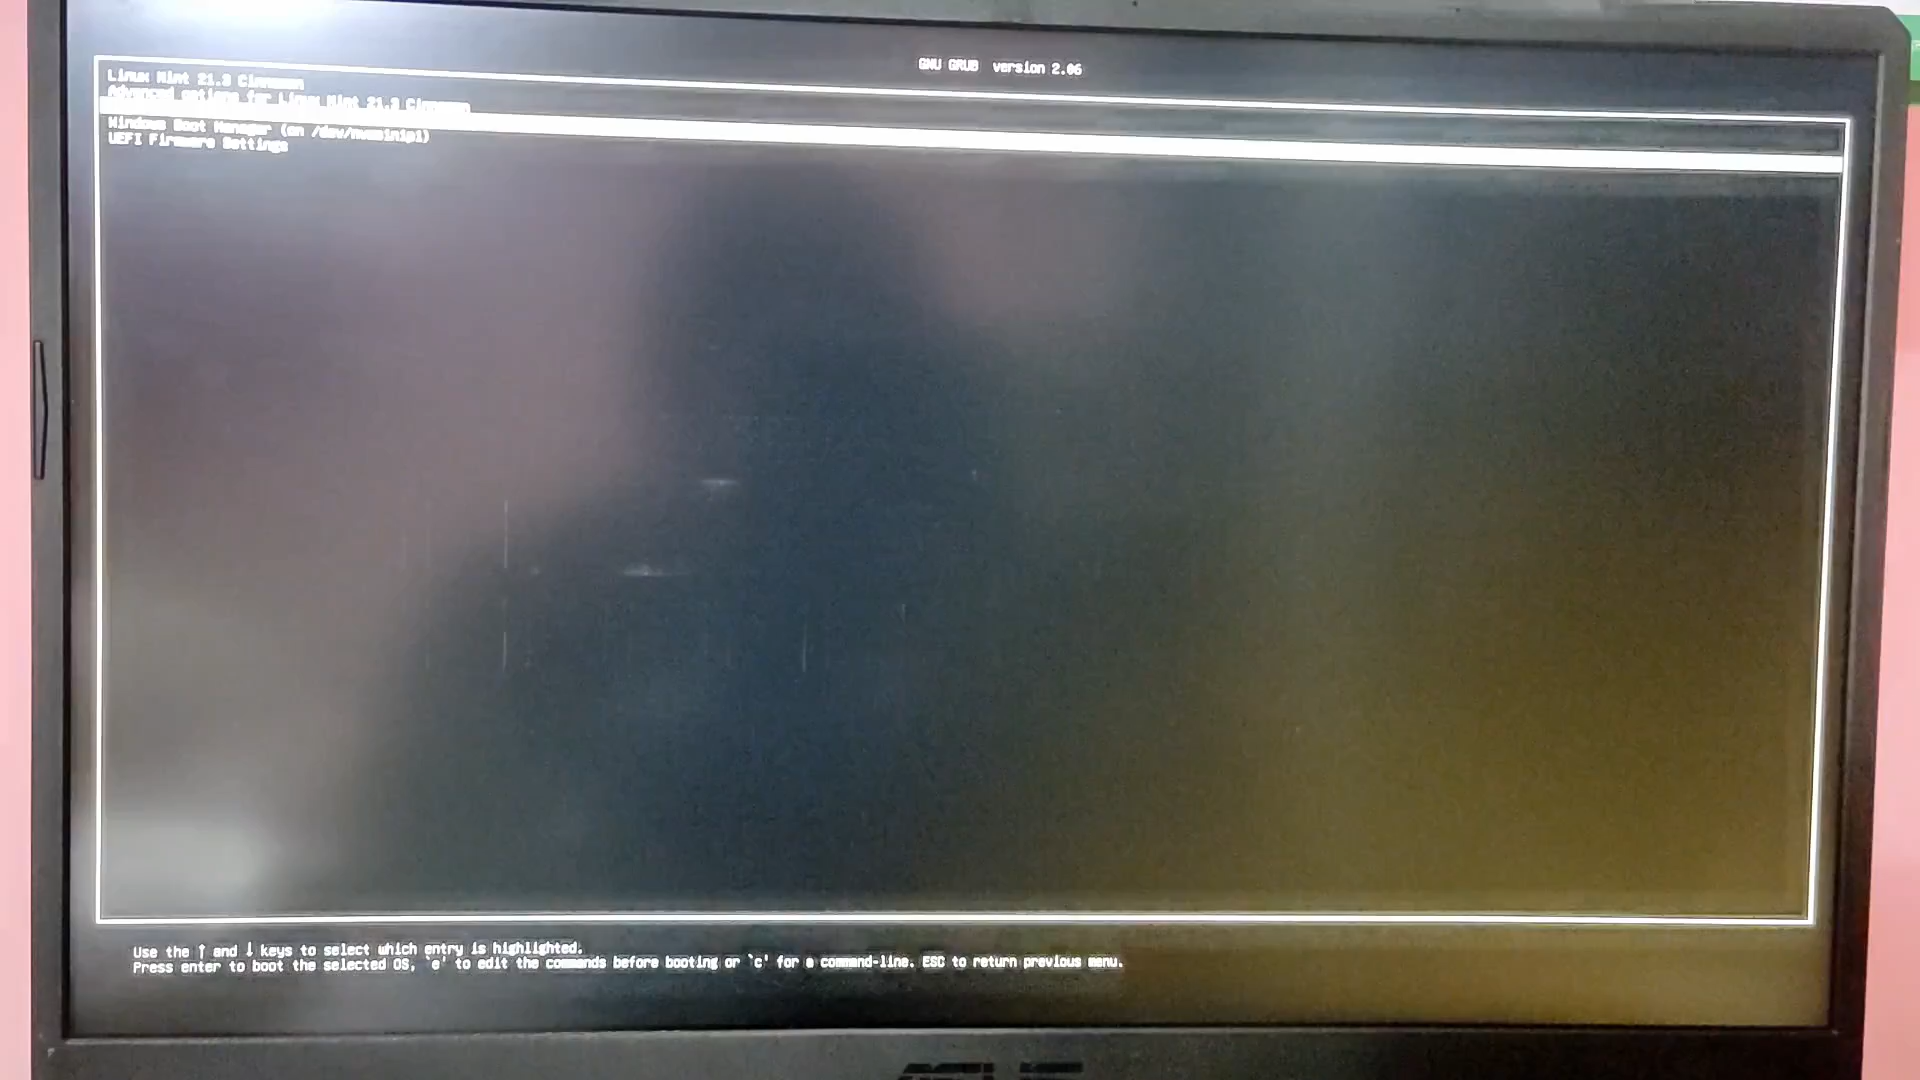 GNU GRUB version 2.06
Linux Mint 21.3 Cinnamon
Advanced options for Linux Mint 21.3 Cinnamon
Windows Boot Manager (on /dev/nvme1n1p1)
UEFI Firmware Settings
Use the ↑ and ↓ keys to select which entry is highlighted.
Press enter to boot the selected OS, `e' to edit the commands before booting or `c' for a command-line. ESC to return previous menu.